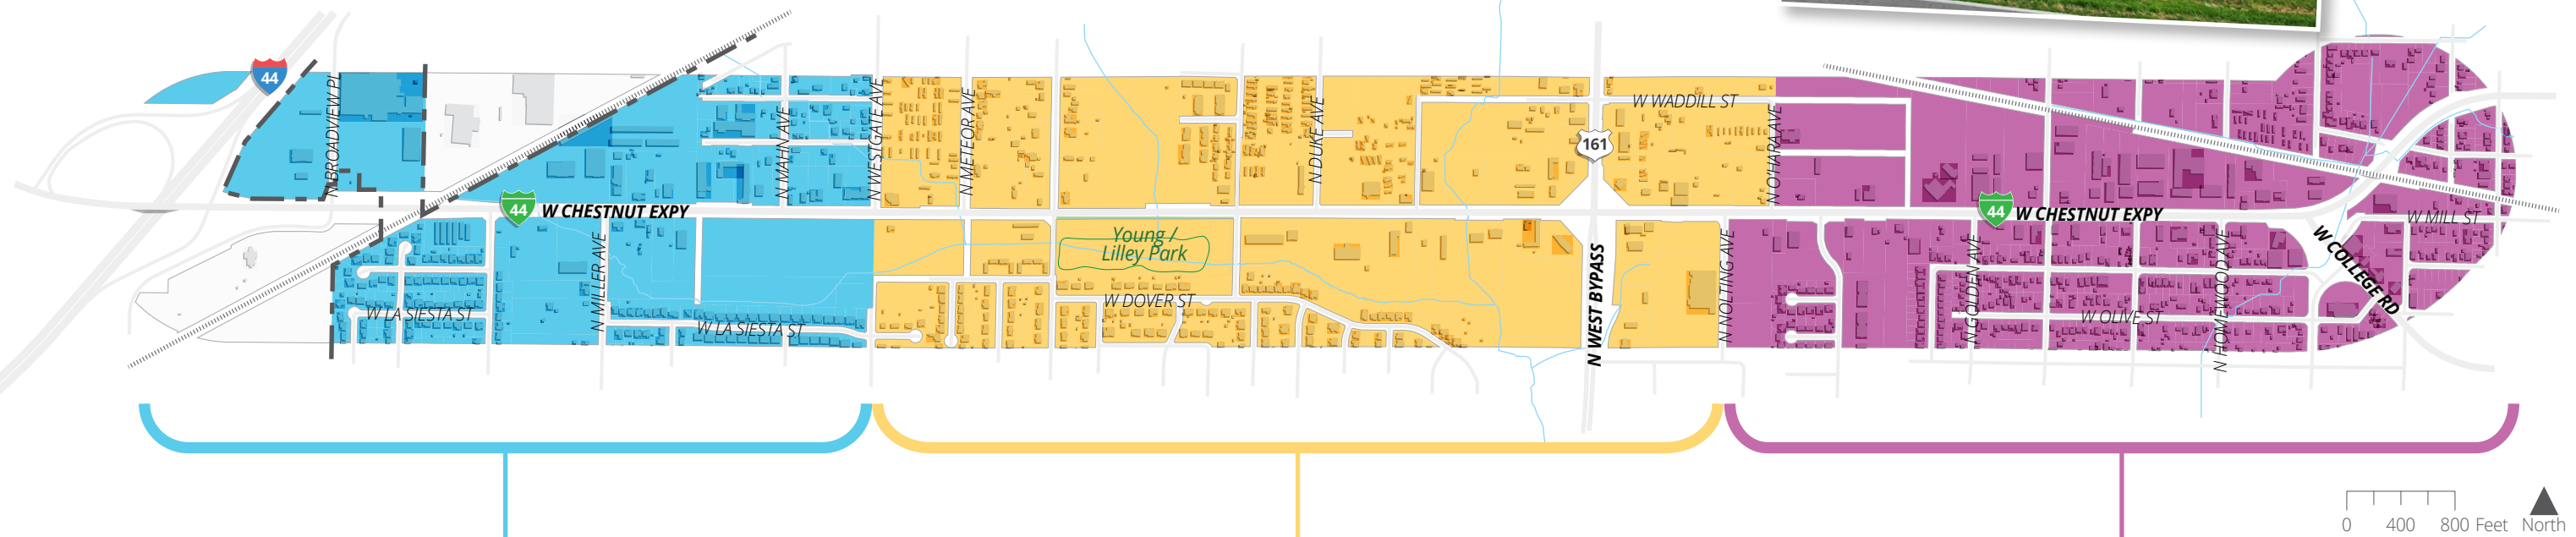 44
N BROADVIEW PL
N HAHN AVE
N WESTGATE AVE
N METEOR AVE
N DUKE AVE
W WADDILL ST
161
N O'HARA AVE
44
W CHESTNUT EXPY
44
W CHESTNUT EXPY
W MILL ST
Young /
Lilley Park
N MILLER AVE
W LA SIESTA ST
W LA SIESTA ST
W DOVER ST
N WEST BYPASS
N NOLTING AVE
N GOLDEN AVE
W OLIVE ST
N HOMEWOOD AVE
W COLLEGE RD
0 400 800 Feet
North